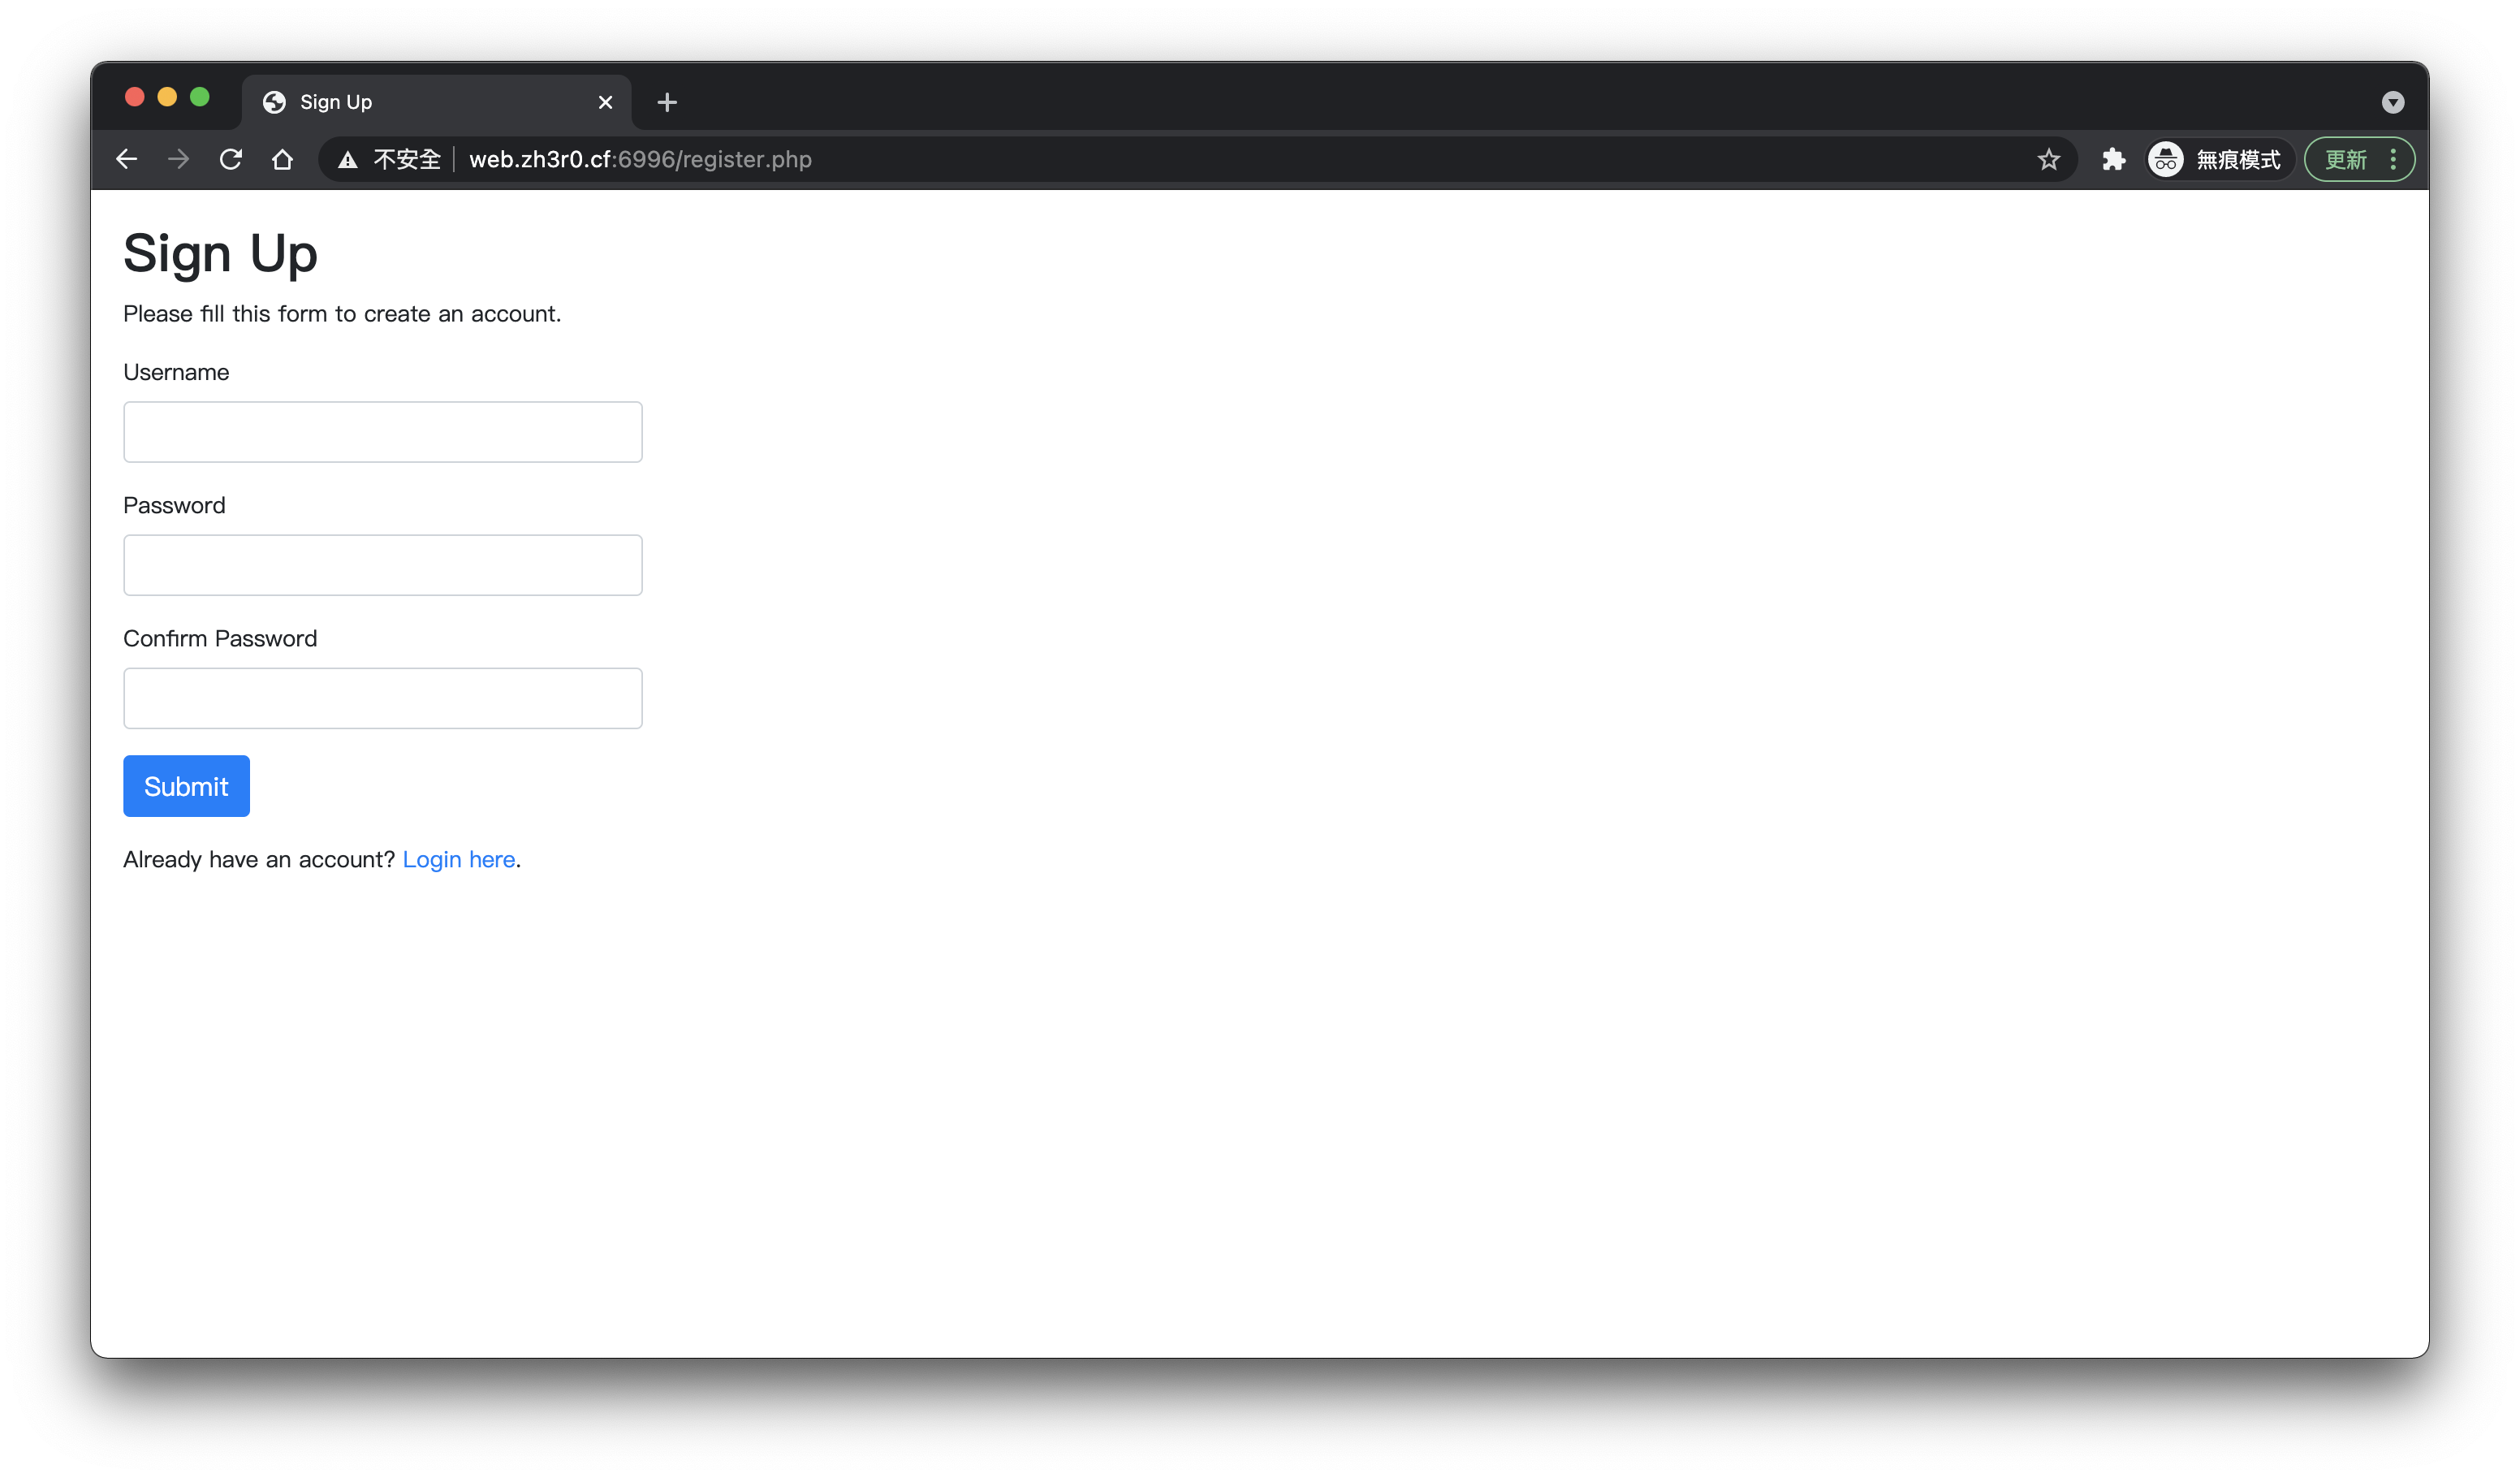 Sign Up
不安全 web.zh3r0.cf:6996/register.php 無痕模式 更新
Sign Up
Please fill this form to create an account.
Username
Password
Confirm Password
Submit
Already have an account? Login here.